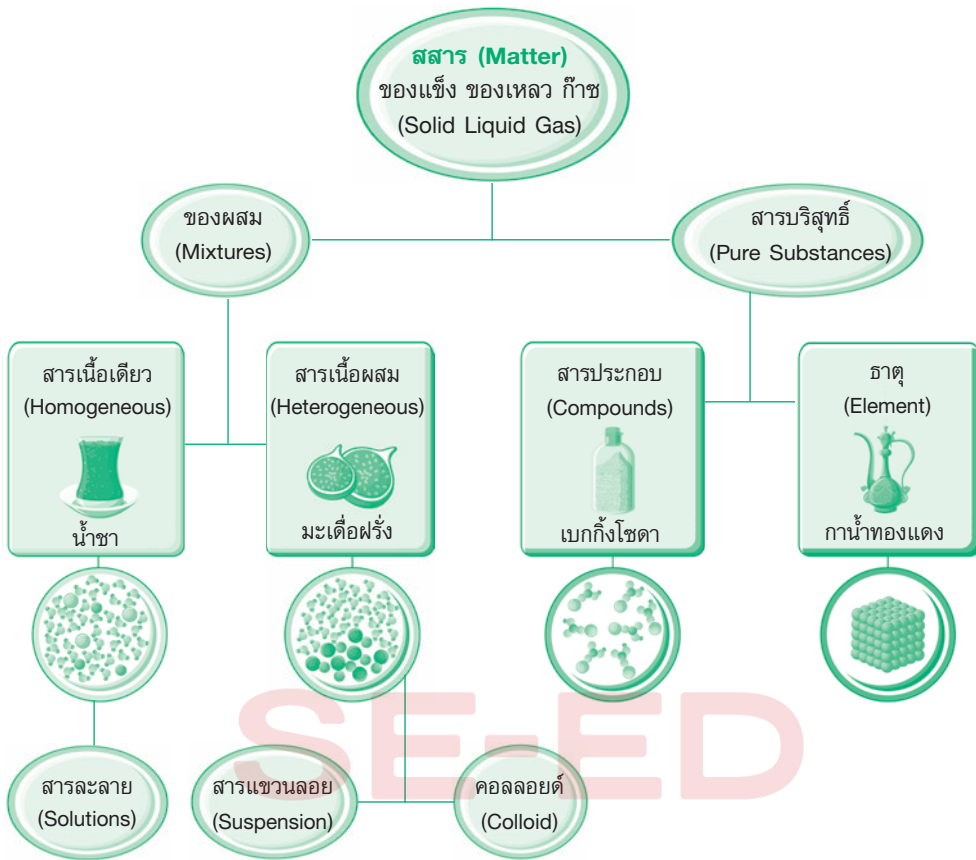 สสาร (Matter)
ของแข็ง ของเหลว ก๊าซ
(Solid Liquid Gas)
ของผสม
(Mixtures)
สารบริสุทธิ์
(Pure Substances)
สารเนื้อเดียว
(Homogeneous)
น้ำชา
สารเนื้อผสม
(Heterogeneous)
มะเดื่อฝรั่ง
สารประกอบ
(Compounds)
เบกกิ้งโซดา
ธาตุ
(Element)
กาน้ำทองแดง
SE-ED
สารละลาย
(Solutions)
สารแขวนลอย
(Suspension)
คอลลอยด์
(Colloid)